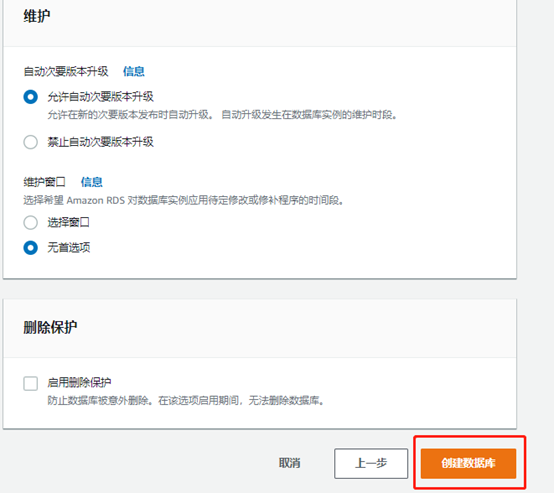 维护
自动次要版本升级 信息
允许自动次要版本升级
允许在新的次要版本发布时自动升级。 自动升级发生在数据库实例的维护时段。
禁止自动次要版本升级
维护窗口 信息
选择希望 Amazon RDS 对数据库实例应用待定修改或修补程序的时间段。
选择窗口
无首选项
删除保护
启用删除保护
防止数据库被意外删除。在该选项启用期间，无法删除数据库。
取消 上一步 创建数据库